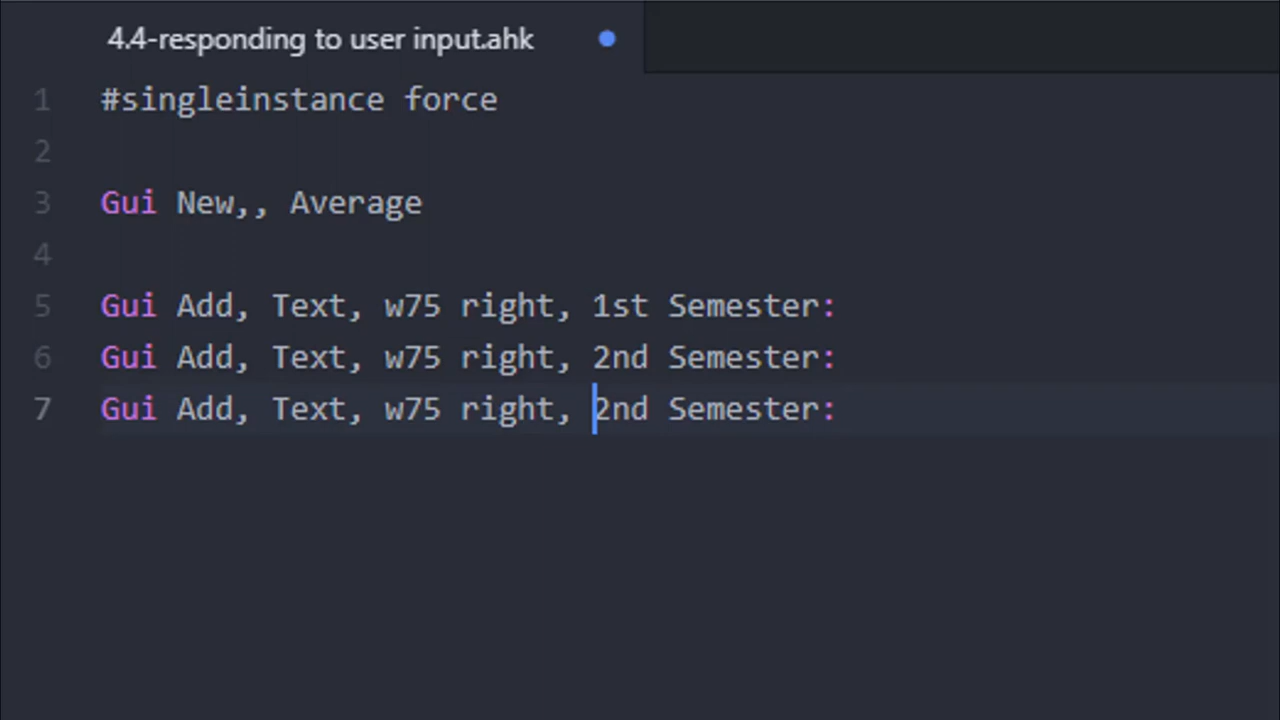 4.4-responding to user input.ahk
1 #singleinstance force
2
3 Gui New,, Average
4
5 Gui Add, Text, w75 right, 1st Semester:
6 Gui Add, Text, w75 right, 2nd Semester:
7 Gui Add, Text, w75 right, 2nd Semester: